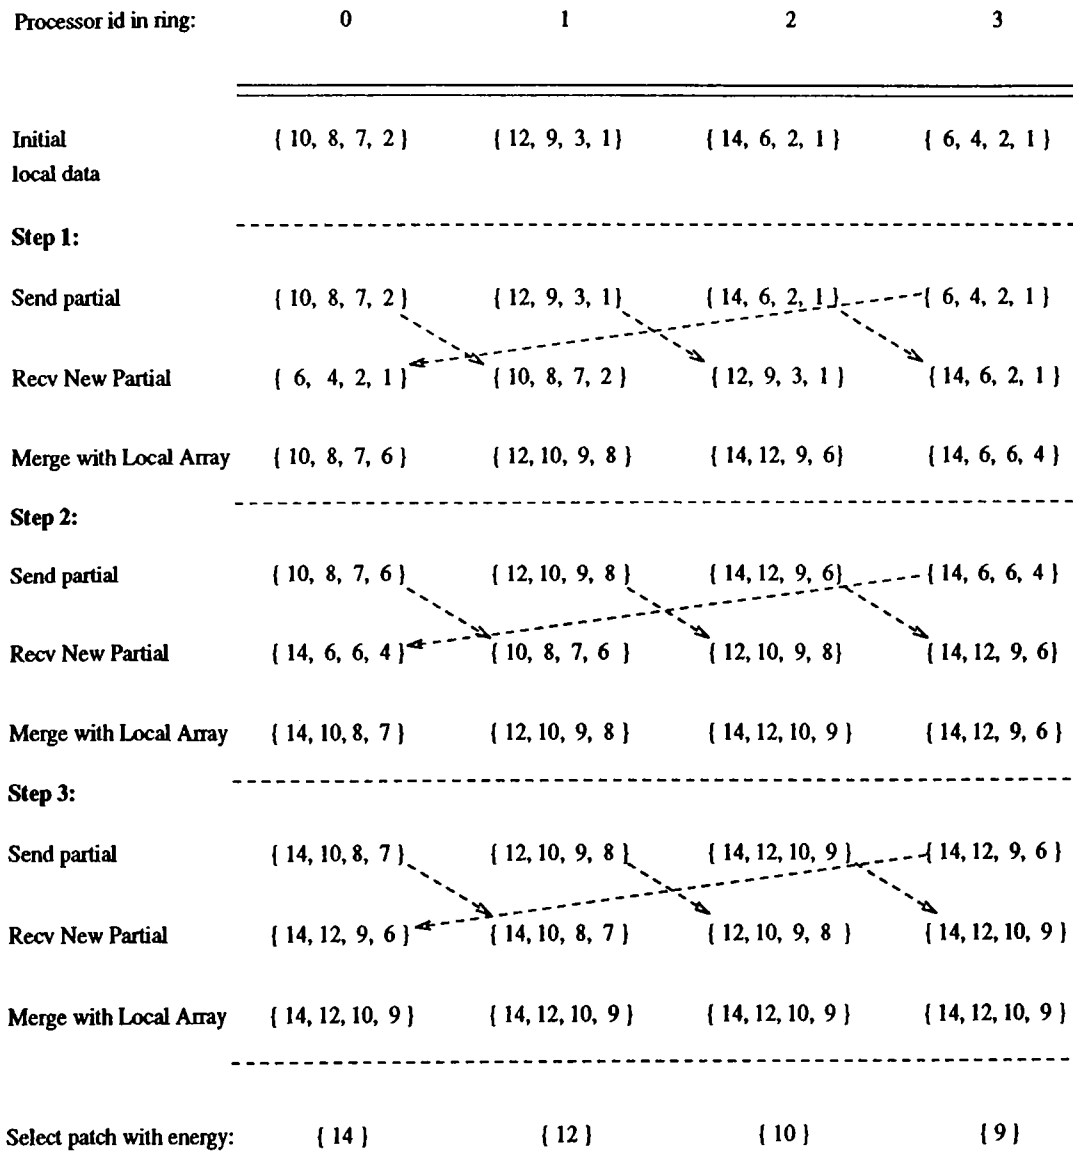 Processor id in ring: 0 1 2 3
Initial { 10, 8, 7, 2} {12, 9, 3, 1} { 14, 6, 2, 1 } { 6, 4, 2, 1 }
local data
Step 1:
Send partial { 10, 8, 7, 2} {12, 9, 3, 1} { 14, 6, 2, 1} { 6, 4, 2, 1}
Recv New Partial { 6, 4, 2, 1} { 10, 8, 7, 2 } { 12, 9, 3, 1} {14, 6, 2, 1}
Merge with Local Array { 10, 8, 7, 6 } {12, 10, 9, 8 } { 14, 12, 9, 6} { 14, 6, 6, 4 }
Step 2:
Send partial { 10, 8, 7, 6} {12, 10, 9, 8 } { 14, 12, 9, 6} { 14, 6, 6, 4 }
Recv New Partial { 14, 6, 6, 4 } { 10, 8, 7, 6 } { 12, 10, 9, 8} {14, 12, 9, 6}
Merge with Local Array { 14, 10, 8, 7 } {12, 10, 9, 8 } { 14, 12, 10, 9 } { 14, 12, 9, 6 }
Step 3:
Send partial { 14, 10, 8, 7 } {12, 10, 9, 8 } { 14, 12, 10, 9 } { 14, 12, 9, 6 }
Recv New Partial { 14, 12, 9, 6 } { 14, 10, 8, 7 } { 12, 10, 9, 8 } {14, 12, 10, 9 }
Merge with Local Array { 14, 12, 10, 9 } { 14, 12, 10, 9 } { 14, 12, 10, 9 } { 14, 12, 10, 9 }
Select patch with energy: { 14 } { 12 } { 10 } { 9 }